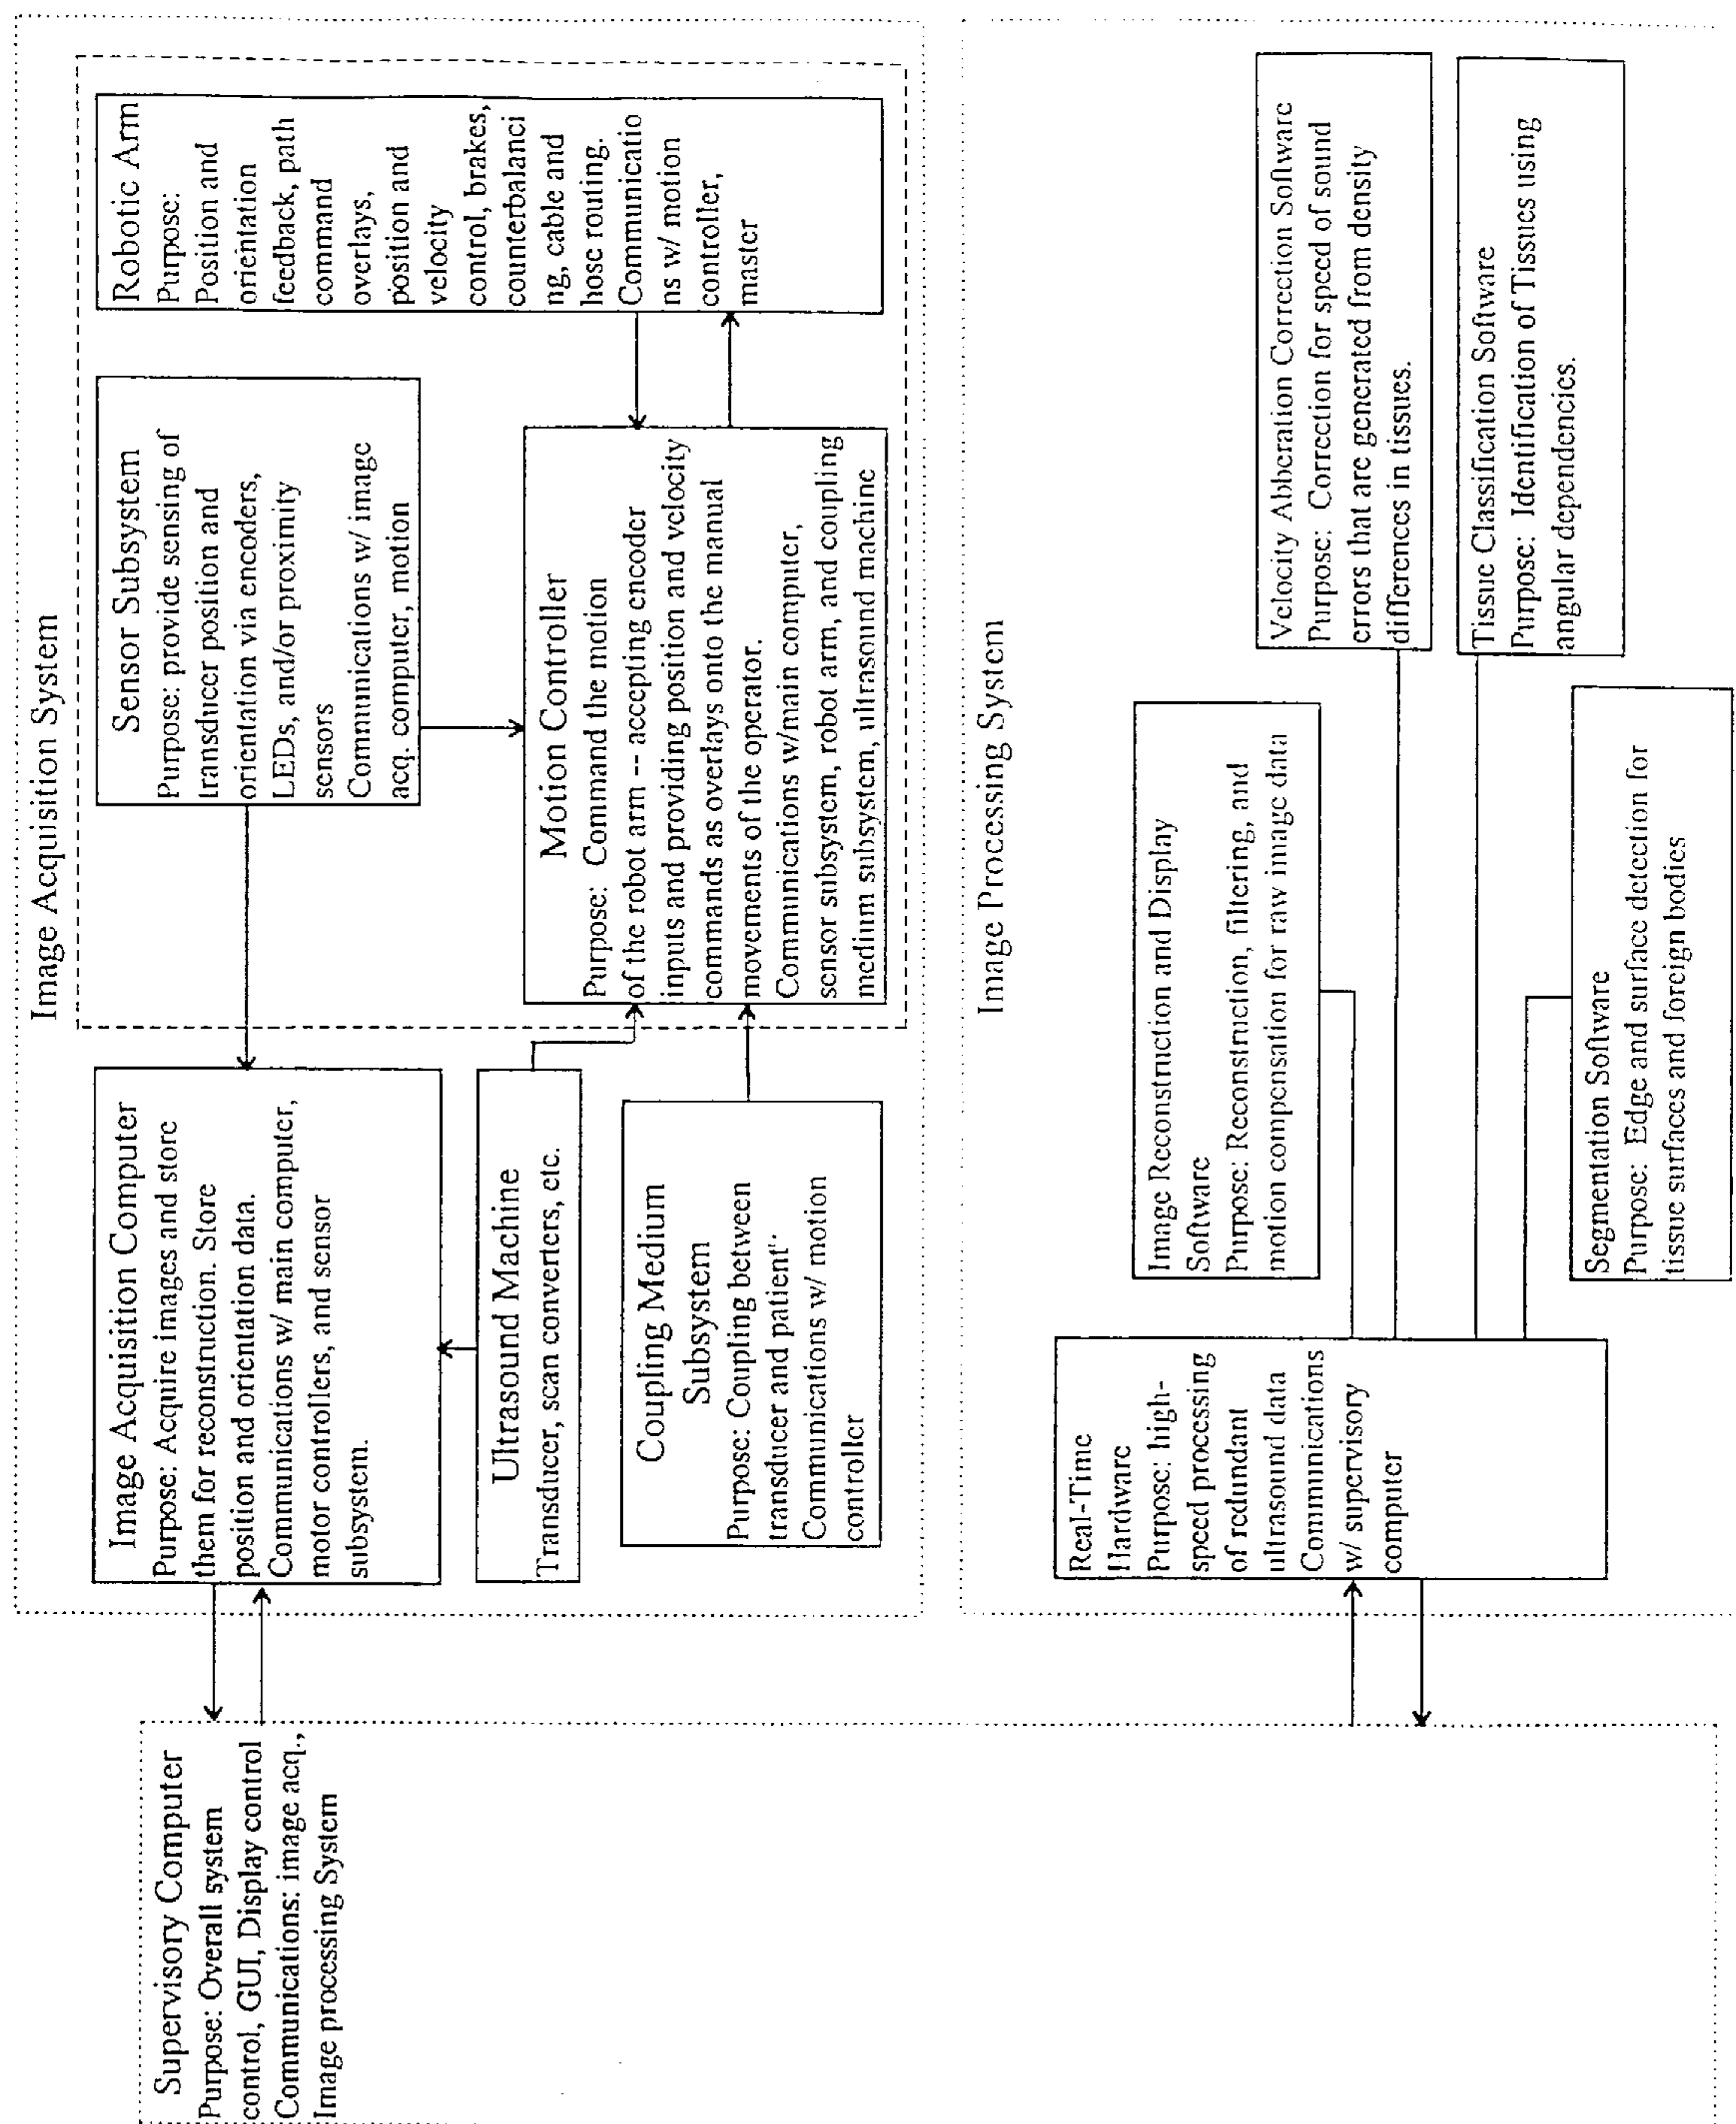 Supervisory Computer
Purpose: Overall system
control, GUI, Display control
Communications: image acq.,
Image processing System
Image Acquisition System
Image Acquisition Computer
Purpose: Acquire images and store
them for reconstruction. Store
position and orientation data.
Communications w/ main computer,
motor controllers, and sensor
subsystem.
Ultrasound Machine
Transducer, scan converters, etc.
Coupling Medium
Subsystem
Purpose: Coupling between
transducer and patient
Communications w/ motion
controller
Sensor Subsystem
Purpose: provide sensing of
transducer position and
orientation via encoders,
LEDs, and/or proximity
sensors
Communications w/ image
acq. computer, motion
Motion Controller
Purpose: Command the motion
of the robot arm -- accepting encoder
inputs and providing position and velocity
commands as overlays onto the manual
movements of the operator.
Communications w/main computer,
sensor subsystem, robot arm, and coupling
medium subsystem, ultrasound machine
Robotic Arm
Purpose:
Position and
orientation
feedback, path
command
overlays,
position and
velocity
control, brakes,
counterbalanci
ng, cable and
hose routing.
Communicatio
ns w/ motion
controller,
master
Image Processing System
Real-Time
Hardware
Purpose: high-
speed processing
of redundant
ultrasound data
Communications
w/ supervisory
computer
Image Reconstruction and Display
Software
Purpose: Reconstruction, filtering, and
motion compensation for raw image data
Segmentation Software
Purpose: Edge and surface detection for
tissue surfaces and foreign bodies
Velocity Abberation Correction Software
Purpose: Correction for speed of sound
errors that are generated from density
differences in tissues.
Tissue Classification Software
Purpose: Identification of Tissues using
angular dependencies.